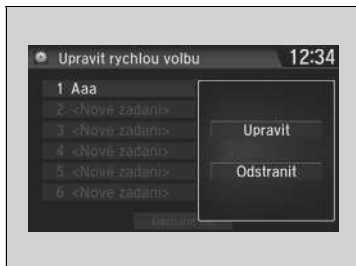 Upravit rychlou volbu
12:34
1 Aaa
2 <Nové zadání>
3 <Nové zadání>
4 <Nové zadání>
5 <Nové zadání>
6 <Nové zadání>
Upravit
Odstranit